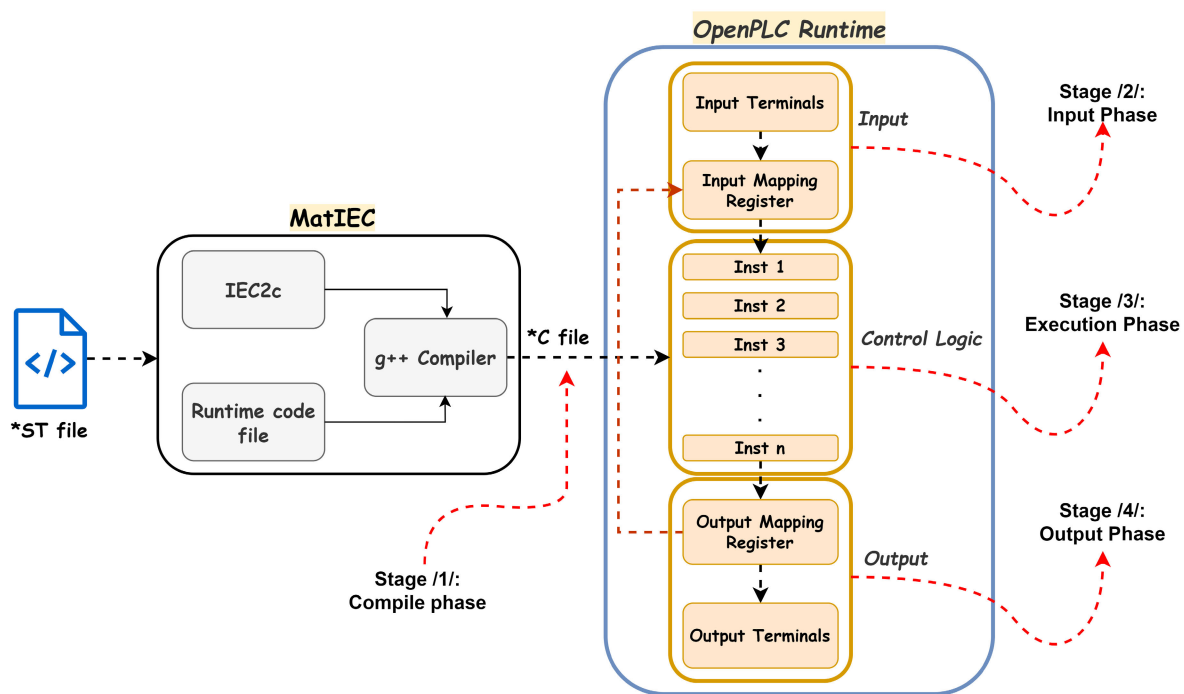 OpenPLC Runtime
Input Terminals
Input
Input Mapping
Register
Stage /2/:
Input Phase
MatIEC
IEC2c
g++ Compiler
Runtime code
file
*ST file
*C file
Inst 1
Inst 2
Inst 3
.
.
.
Inst n
Control Logic
Stage /3/:
Execution Phase
Stage /1/:
Compile phase
Output Mapping
Register
Output
Output Terminals
Stage /4/:
Output Phase